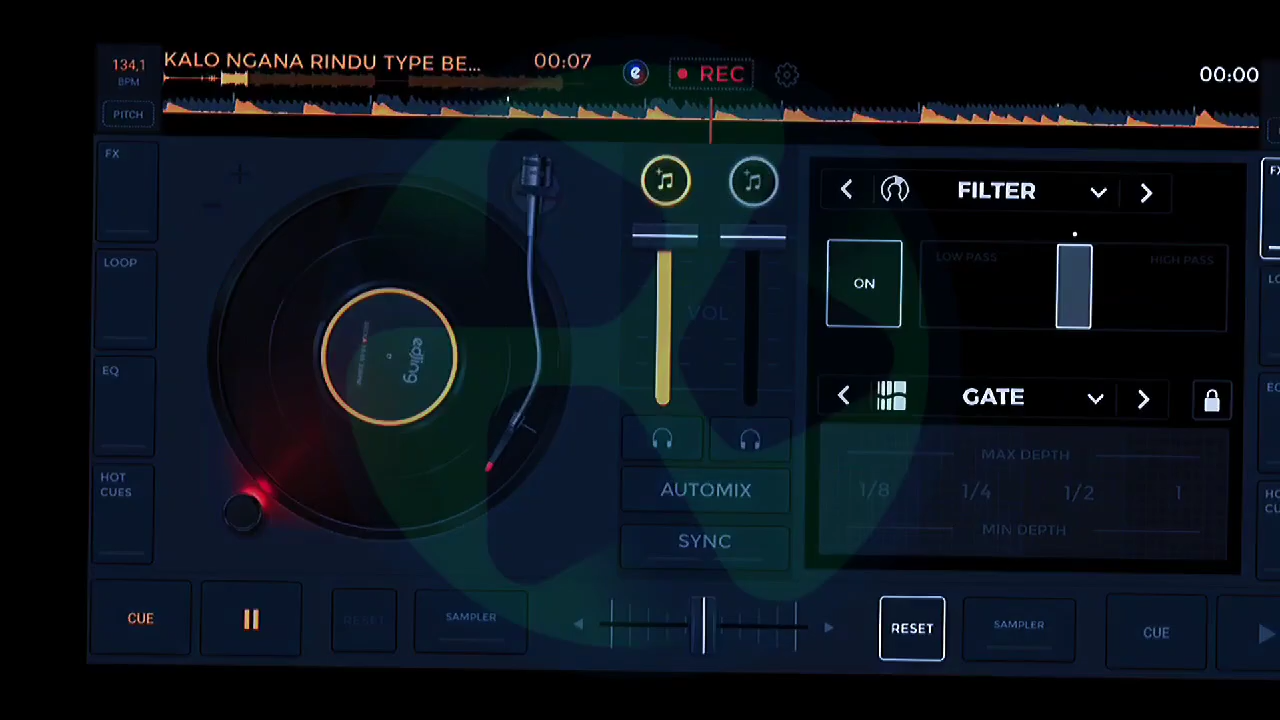 134,1
BPM
PITCH
KALO NGANA RINDU TYPE BE...
00:07
e
REC
00:00
FX
LOOP
EQ
HOT
CUES
edjing
VOL
FILTER
ON
LOW PASS
HIGH PASS
GATE
MAX DEPTH
1/8
1/4
1/2
1
MIN DEPTH
AUTOMIX
SYNC
CUE
RESET
SAMPLER
RESET
SAMPLER
CUE